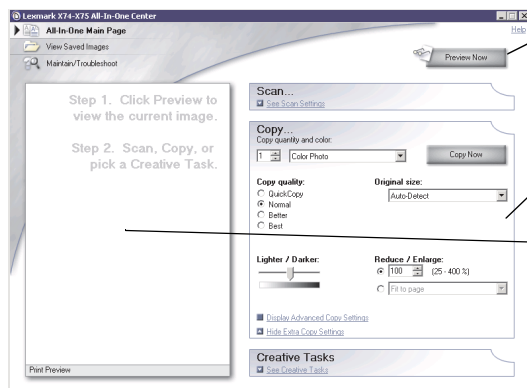 Lexmark X74-X75 All-In-One Center
All-In-One Main Page
Help
View Saved Images
Maintain/Troubleshoot
Preview Now
Step 1. Click Preview to
view the current image.
Step 2. Scan, Copy, or
pick a Creative Task.
Scan...
See Scan Settings
Copy...
Copy quantity and color:
1 Color Photo Copy Now
Copy quality: Original size:
QuickCopy Auto-Detect
Normal
Better
Best
Lighter / Darker: Reduce / Enlarge:
100 (25 - 400 %)
Fit to page
Display Advanced Copy Settings
Hide Extra Copy Settings
Creative Tasks
See Creative Tasks
Print Preview